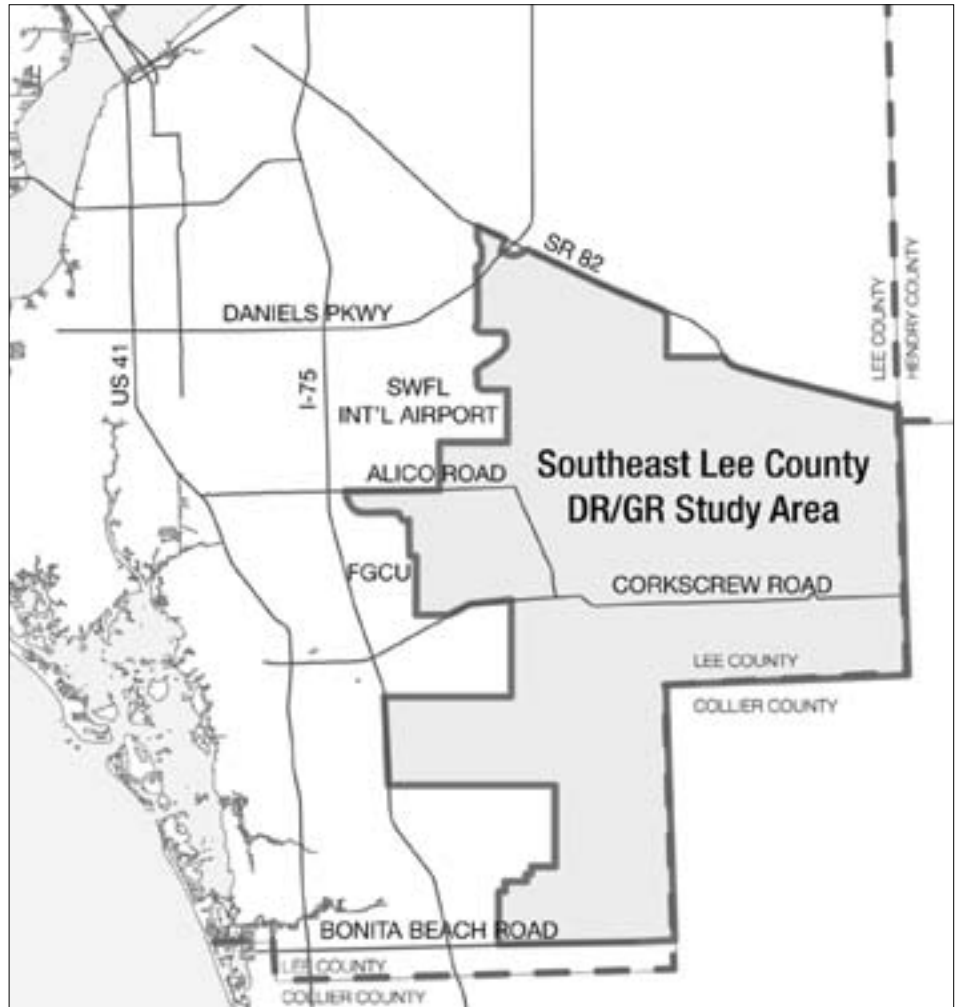 SR 82
DANIELS PKWY
LEE COUNTY
HENDRY COUNTY
US 41
I-75
SWFL
INT'L AIRPORT
ALICO ROAD
Southeast Lee County
DR/GR Study Area
FGCU
CORKSCREW ROAD
LEE COUNTY
COLLIER COUNTY
BONITA BEACH ROAD
LEE COUNTY
COLLIER COUNTY